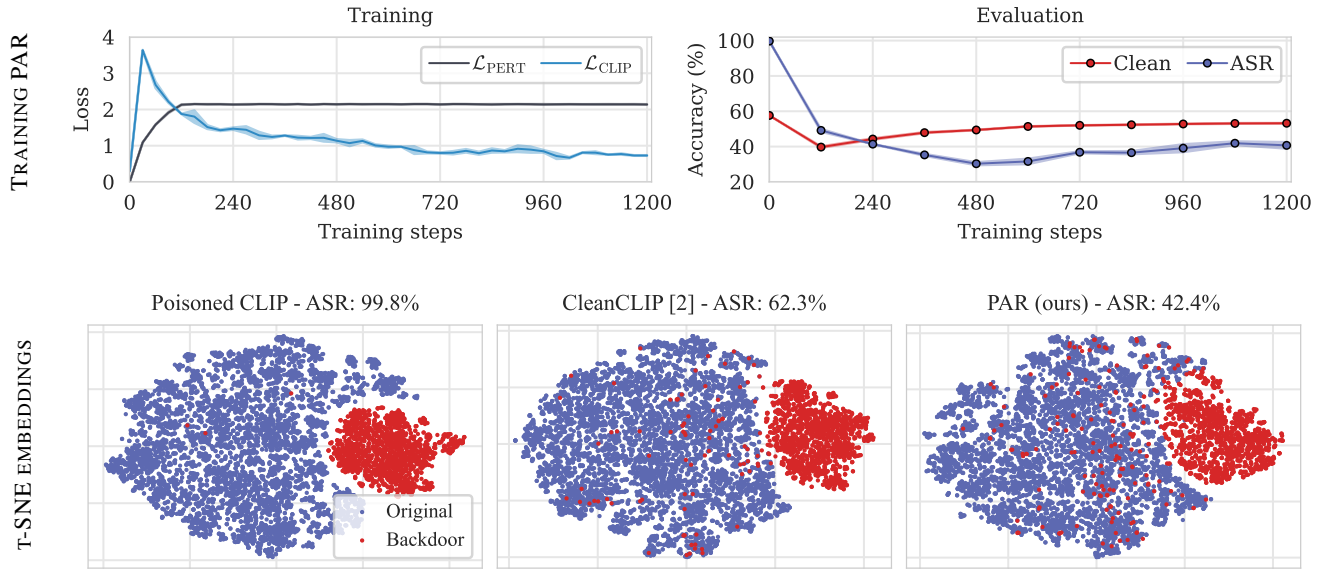 TRAINING PAR
Training
Loss
4
3
2
1
0
ℒPERT ℒCLIP
0 240 480 720 960 1200
Training steps
Evaluation
Accuracy (%)
100
80
60
40
20
Clean ASR
0 240 480 720 960 1200
Training steps
T-SNE EMBEDDINGS
Poisoned CLIP - ASR: 99.8%
Original
Backdoor
CleanCLIP [2] - ASR: 62.3%
PAR (ours) - ASR: 42.4%